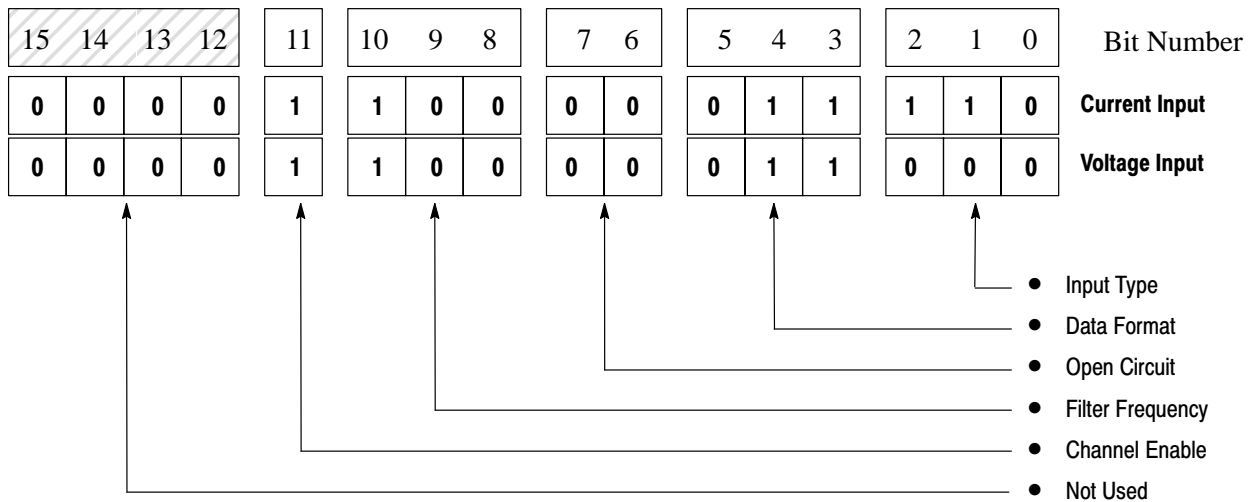 15 14 13 12 11 10 9 8 7 6 5 4 3 2 1 0 Bit Number
0 0 0 0 1 1 0 0 0 0 0 1 1 1 1 0 Current Input
0 0 0 0 1 1 0 0 0 0 0 1 1 0 0 0 Voltage Input
● Input Type
● Data Format
● Open Circuit
● Filter Frequency
● Channel Enable
● Not Used